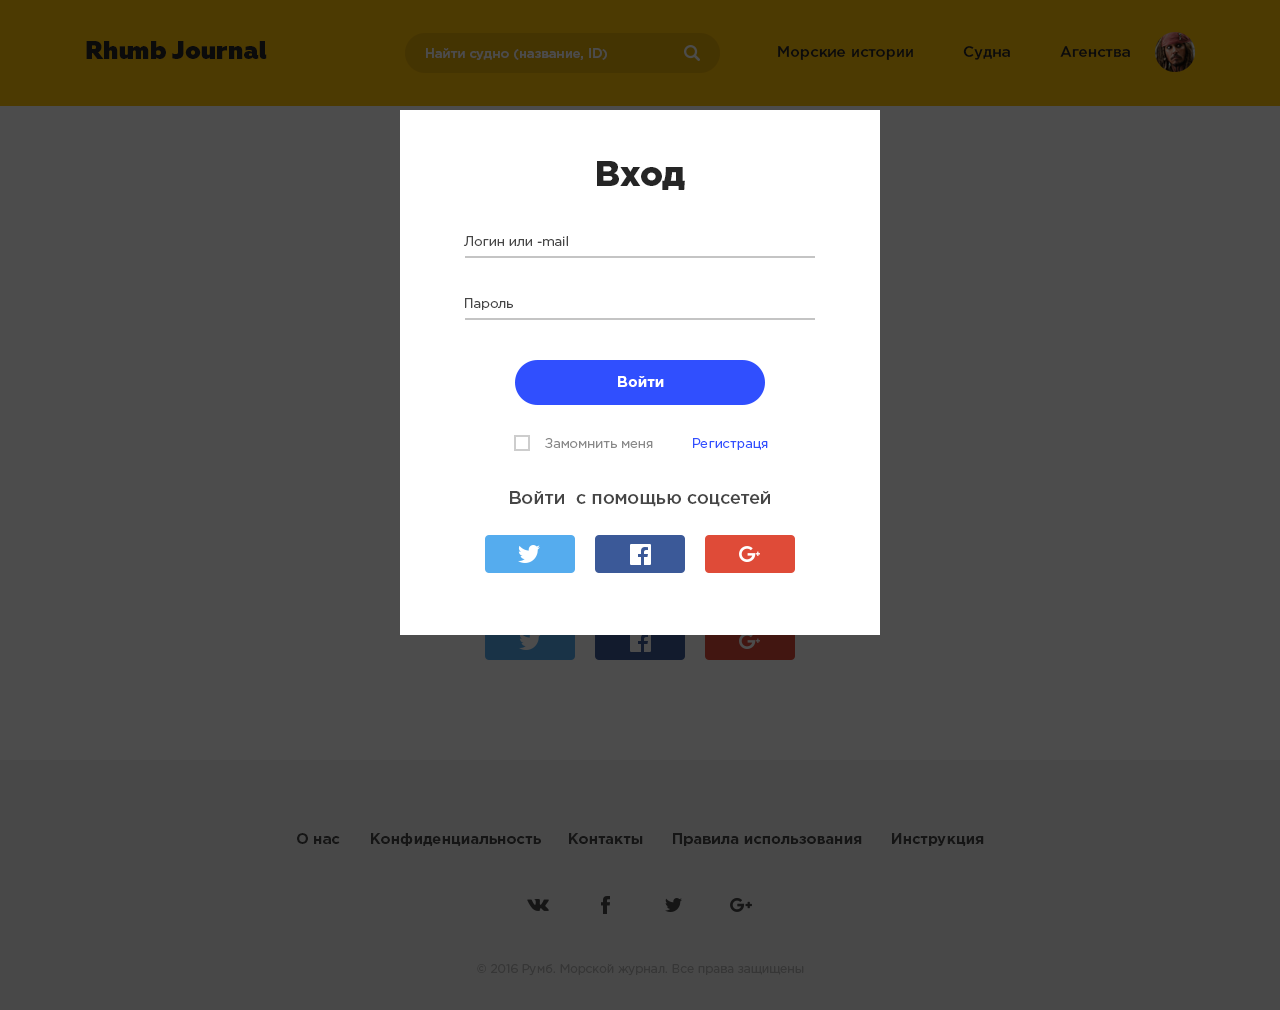 Rhumb Journal
Найти судно (название, ID)
Морские истории
Судна
Агенства
Вход
Логин или -mail
Пароль
Войти
Замомнить меня
Регистраця
Войти с помощью соцсетей
О нас
Конфиденциальность
Контакты
Правила использования
Инструкция
© 2016 Румб. Морской журнал. Все права защищены